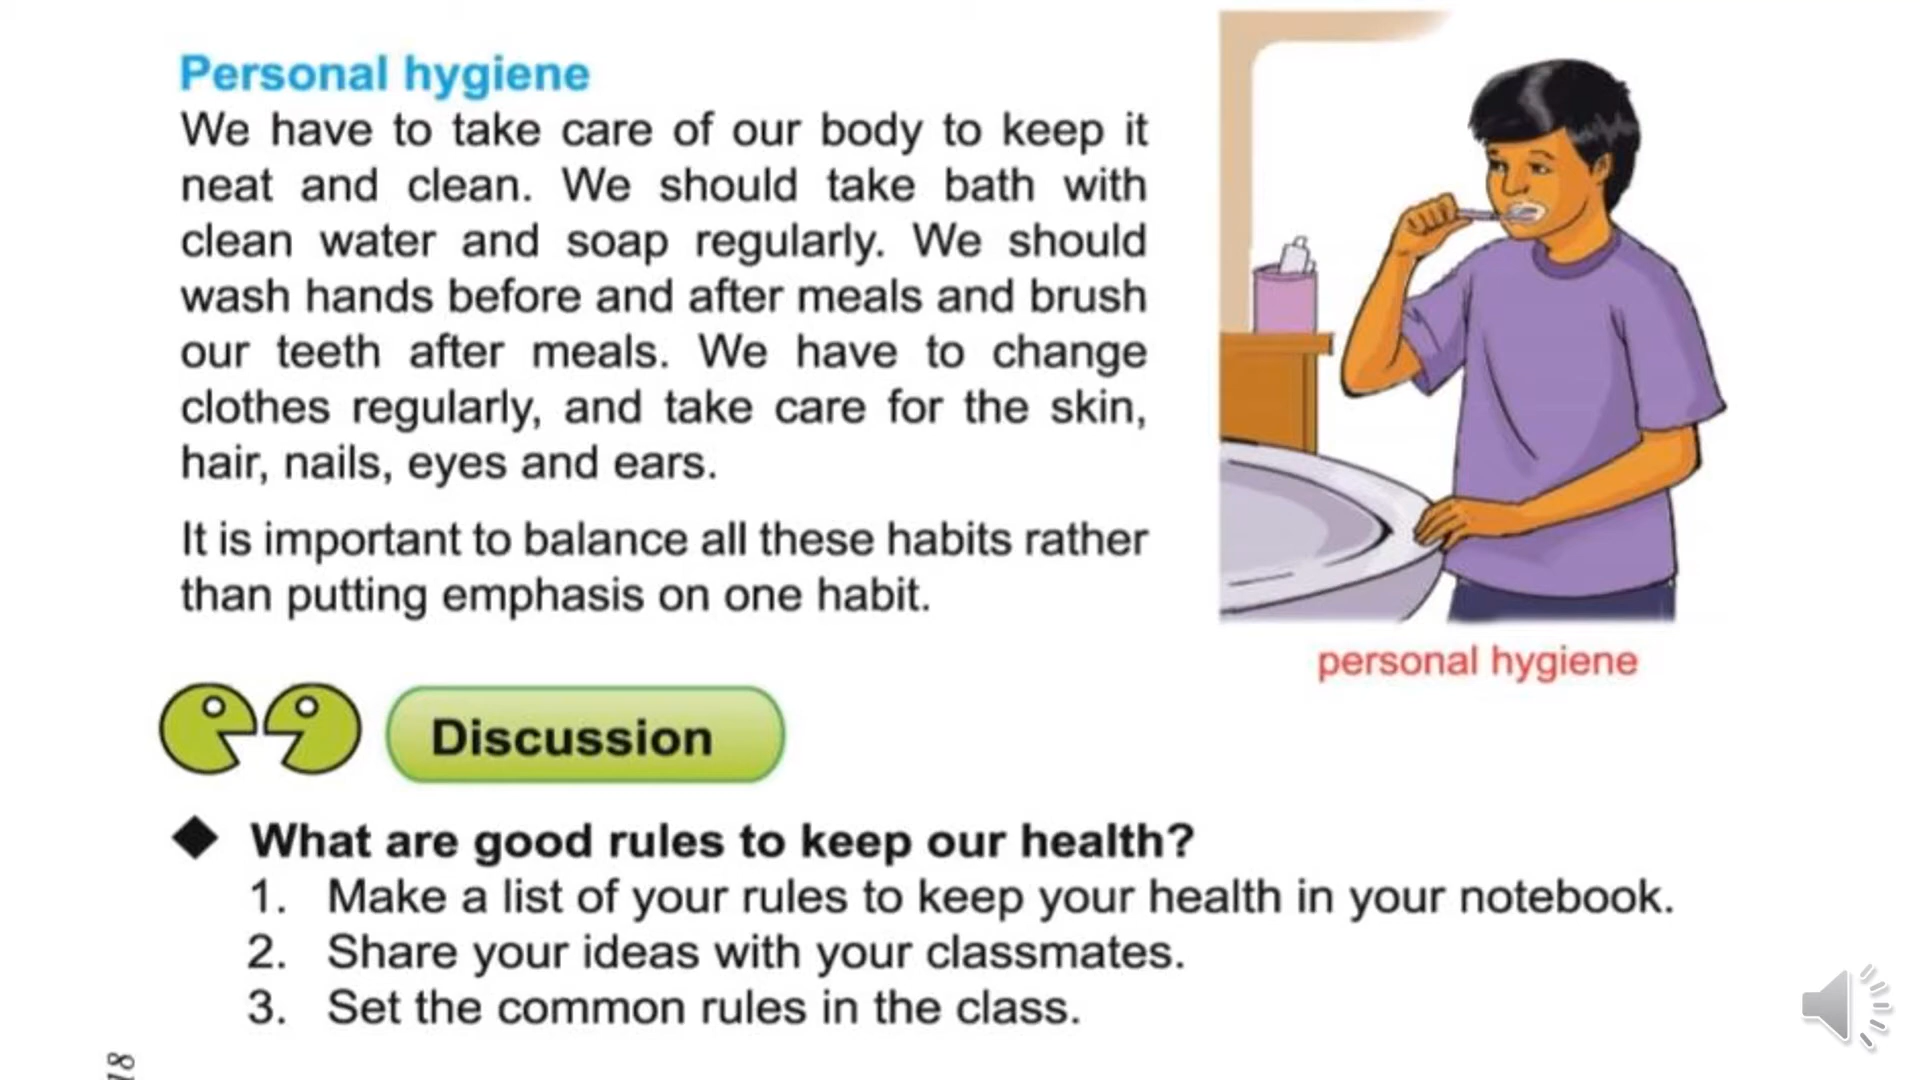 Personal hygiene
We have to take care of our body to keep it
neat and clean. We should take bath with
clean water and soap regularly. We should
wash hands before and after meals and brush
our teeth after meals. We have to change
clothes regularly, and take care for the skin,
hair, nails, eyes and ears.
It is important to balance all these habits rather
than putting emphasis on one habit.
personal hygiene
Discussion
What are good rules to keep our health?
1. Make a list of your rules to keep your health in your notebook.
2. Share your ideas with your classmates.
3. Set the common rules in the class.
18